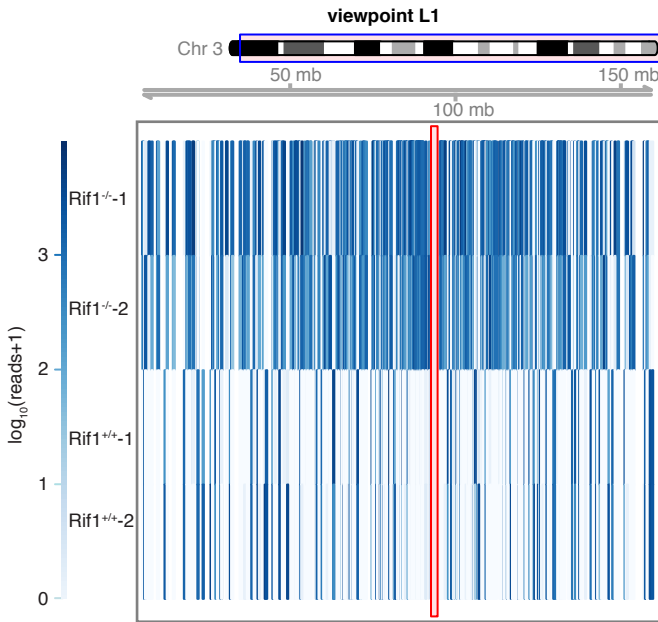 viewpoint L1
Chr 3
50 mb
150 mb
100 mb
Rif1⁻/⁻-1
3
Rif1⁻/⁻-2
2
log₁₀(reads+1)
Rif1⁺/⁺-1
1
Rif1⁺/⁺-2
0